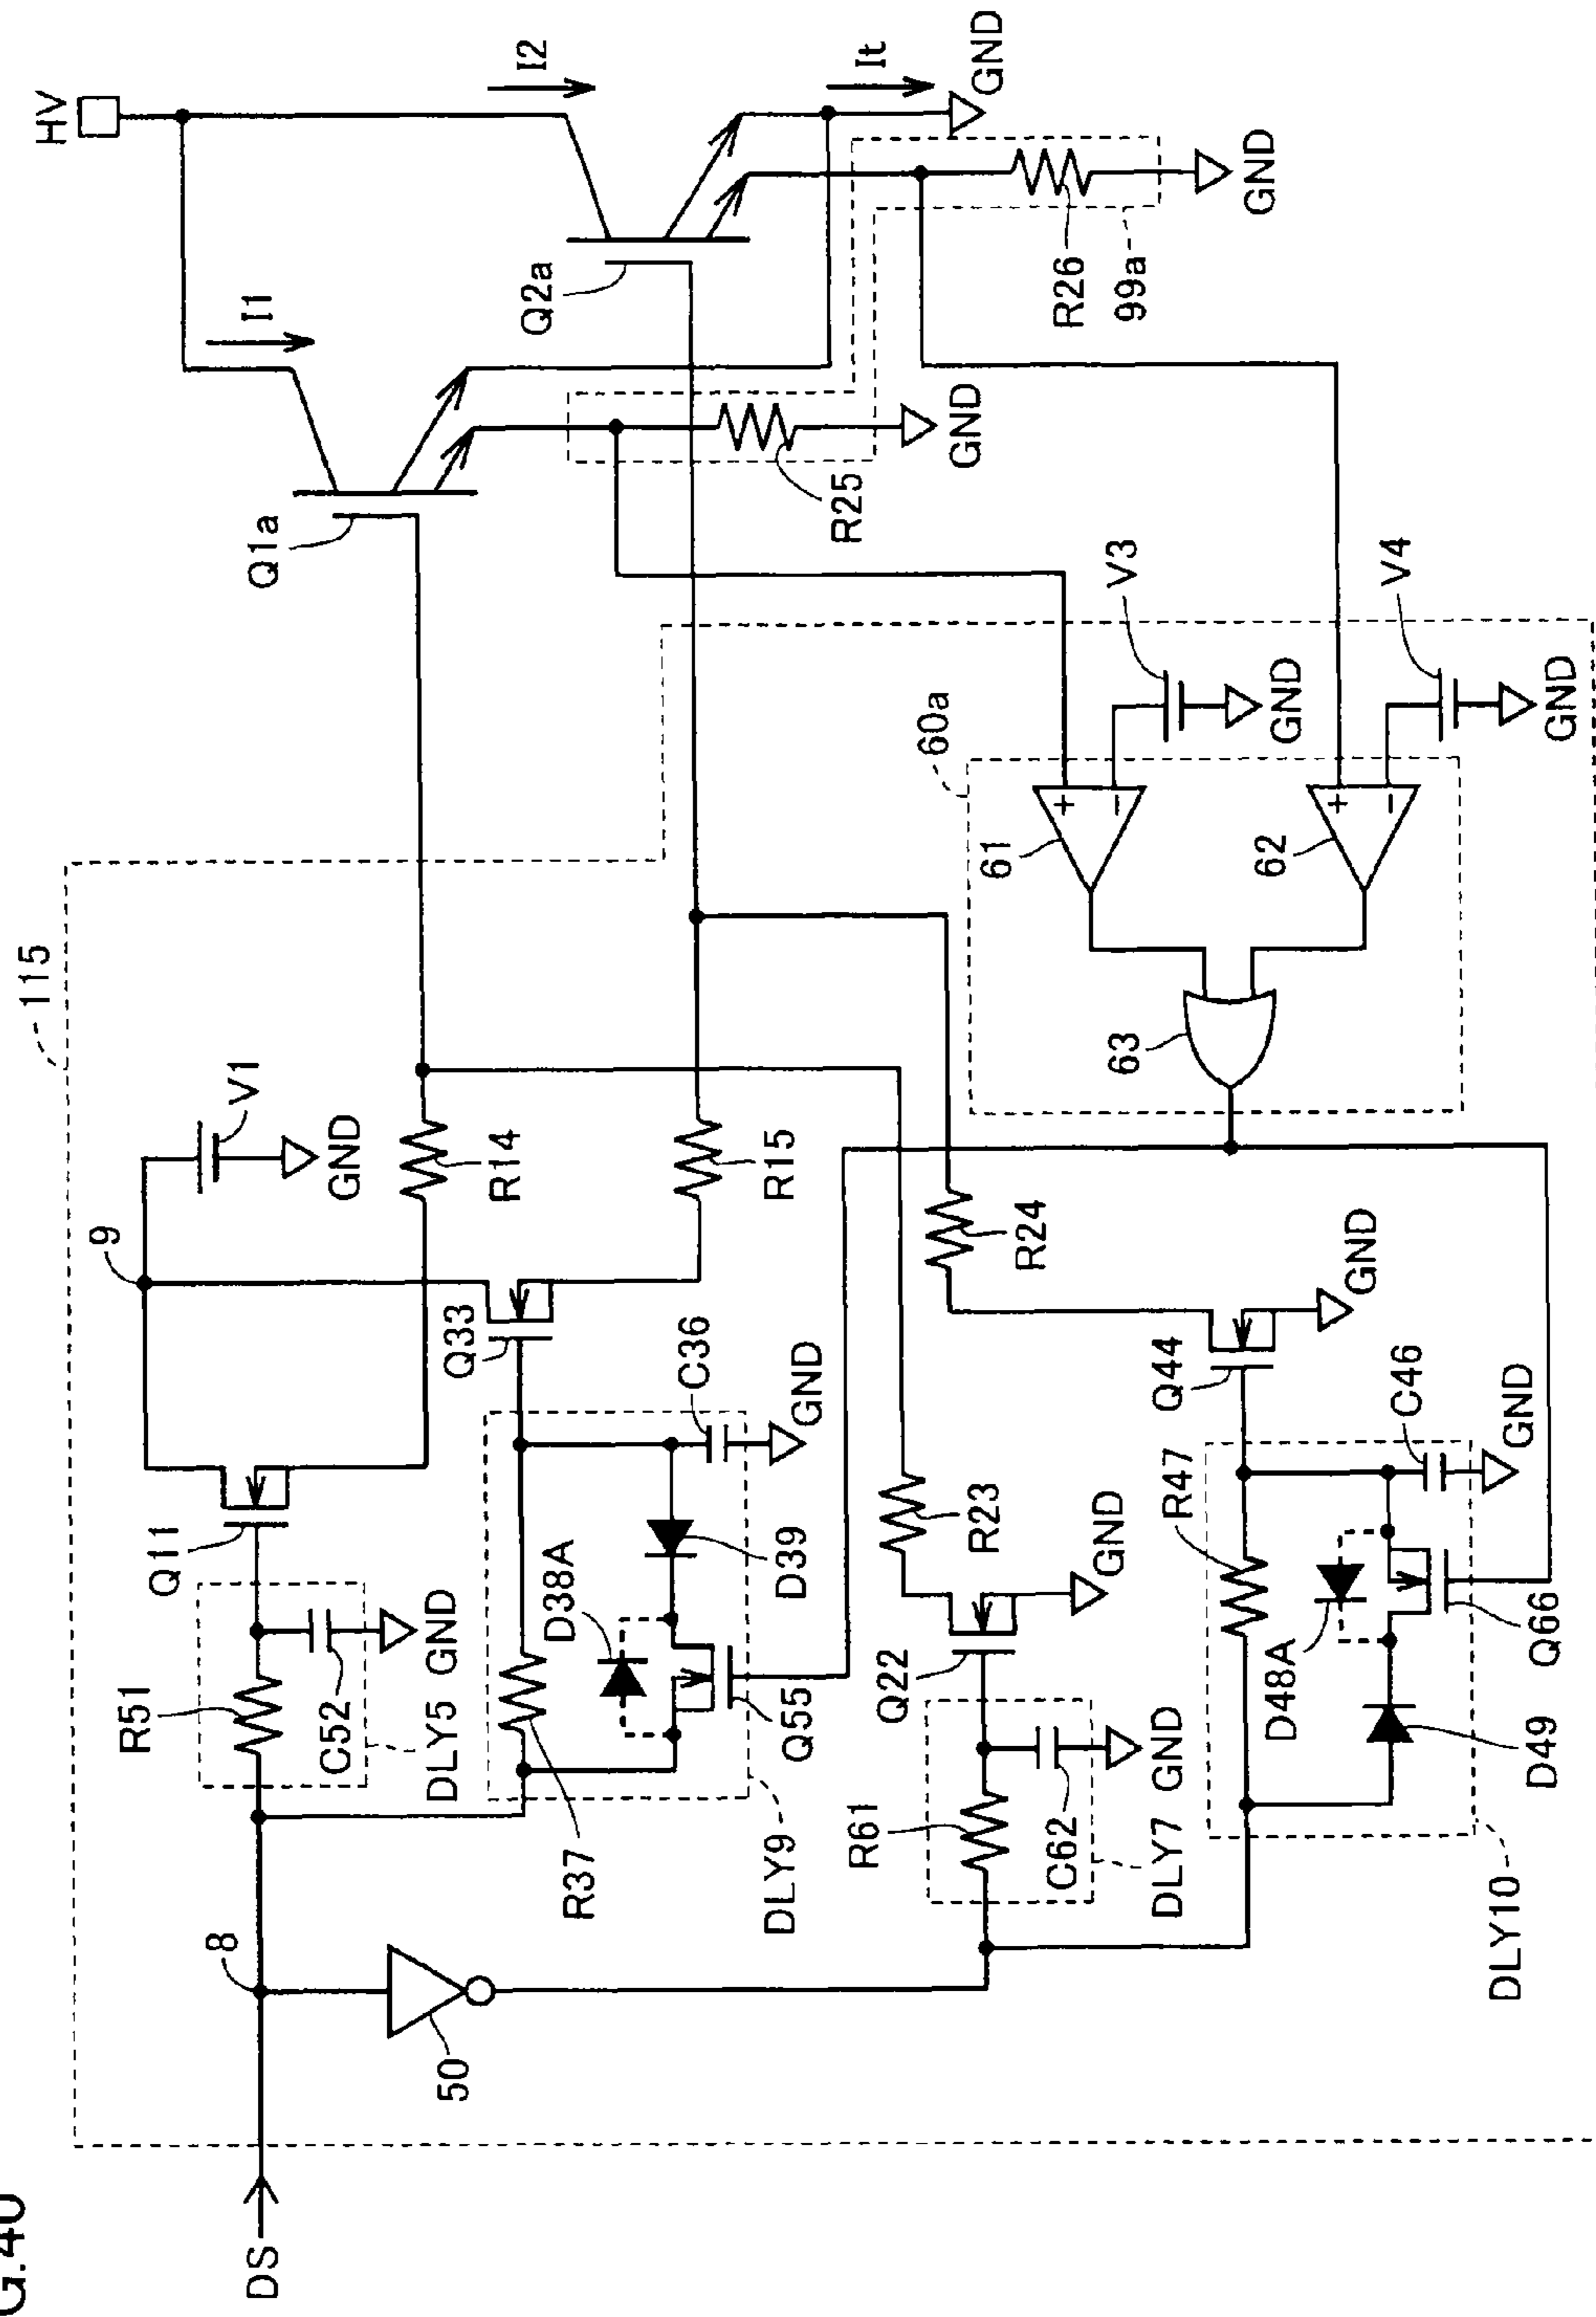 G.40
DS
8
50
115
R51
C52
DLY5
GND
Q11
9
V1
GND
R14
Q33
R15
R37
D38A
D39
Q55
C36
GND
DLY9
R61
C62
DLY7
GND
Q22
R23
GND
R24
Q44
GND
R47
D48A
D49
Q66
C46
GND
DLY10
60a
61
62
63
V3
GND
V4
GND
Q1a
I1
R25
GND
Q2a
HV
I2
It
GND
R26
99a
GND